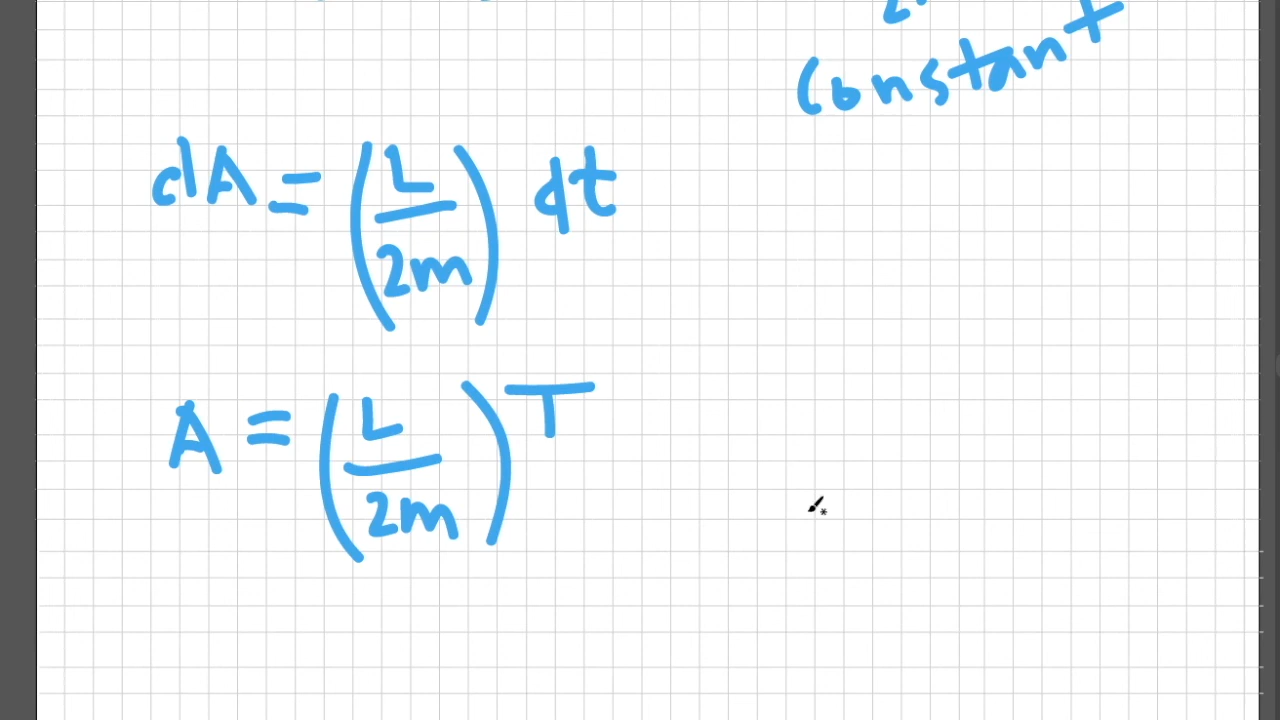 Constant
dA = (L/2m) dt
A = (L/2m) T